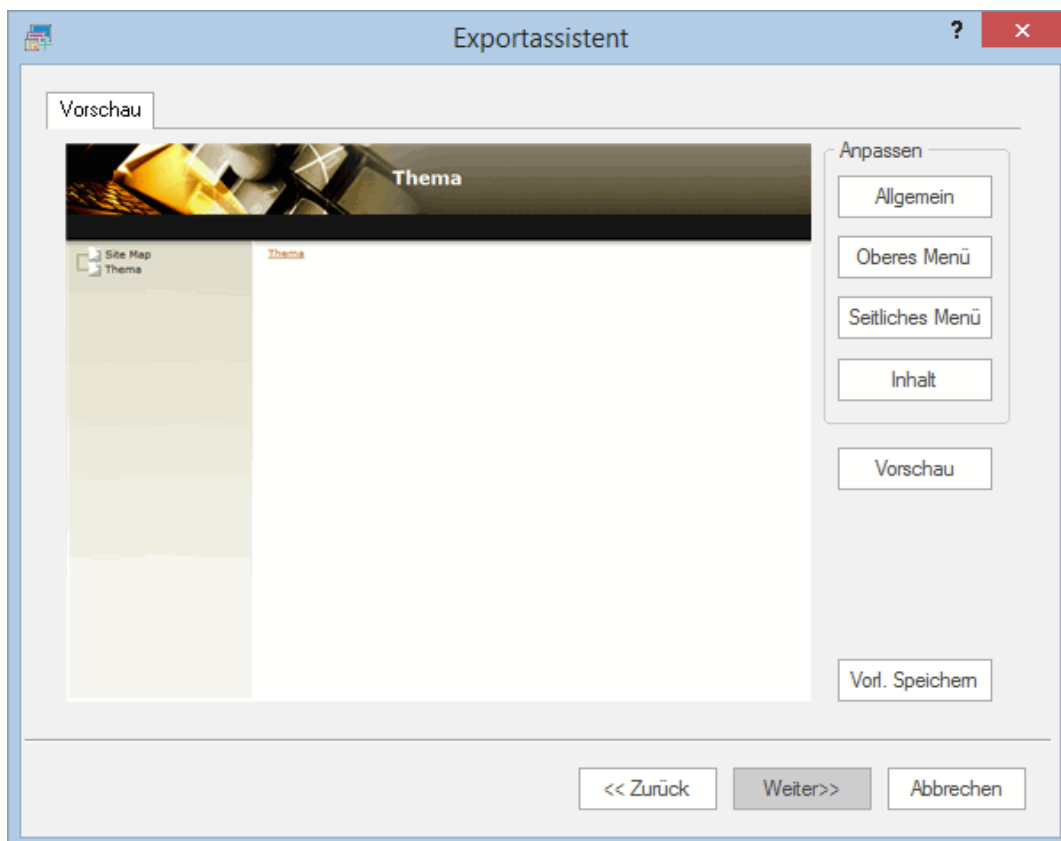 Exportassistent
?
Vorschau
Thema
Site Map
Thema
Thema
Anpassen
Allgemein
Oberes Menü
Seitliches Menü
Inhalt
Vorschau
Vorl. Speichern
<< Zurück
Weiter>>
Abbrechen